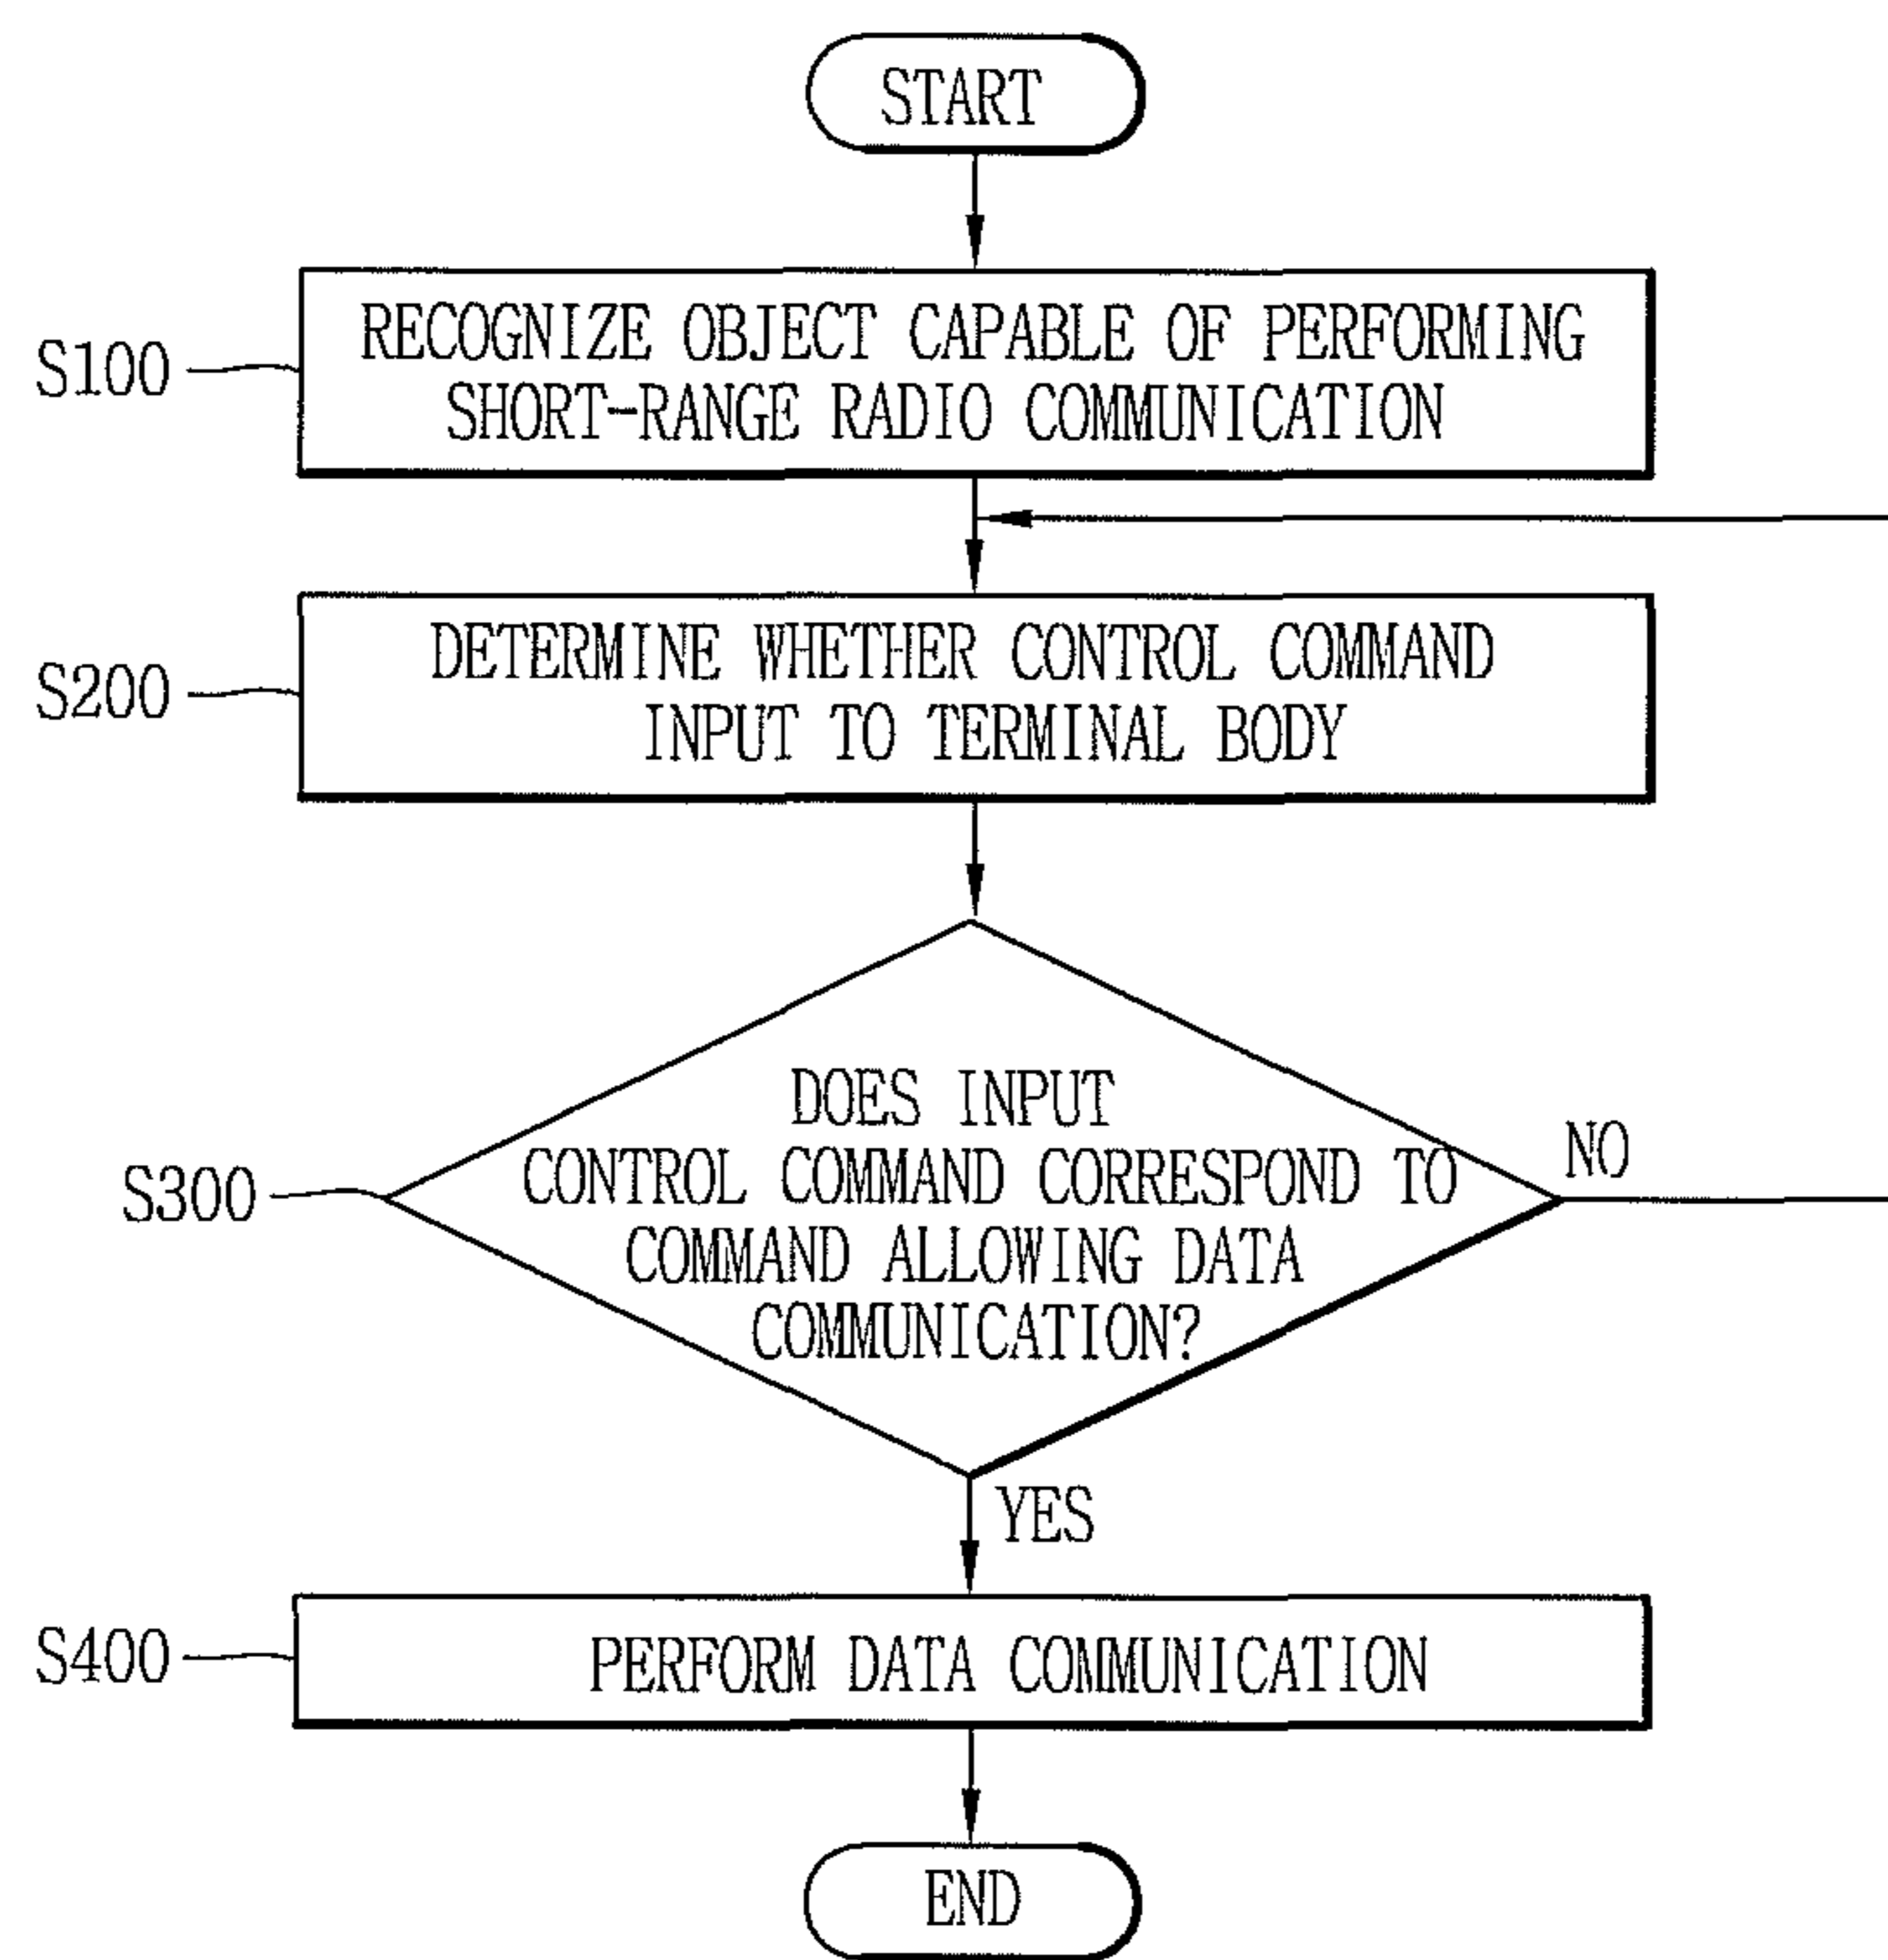 START
S100
RECOGNIZE OBJECT CAPABLE OF PERFORMING
SHORT-RANGE RADIO COMMUNICATION
S200
DETERMINE WHETHER CONTROL COMMAND
INPUT TO TERMINAL BODY
S300
DOES INPUT
CONTROL COMMAND CORRESPOND TO
COMMAND ALLOWING DATA
COMMUNICATION?
NO
YES
S400
PERFORM DATA COMMUNICATION
END